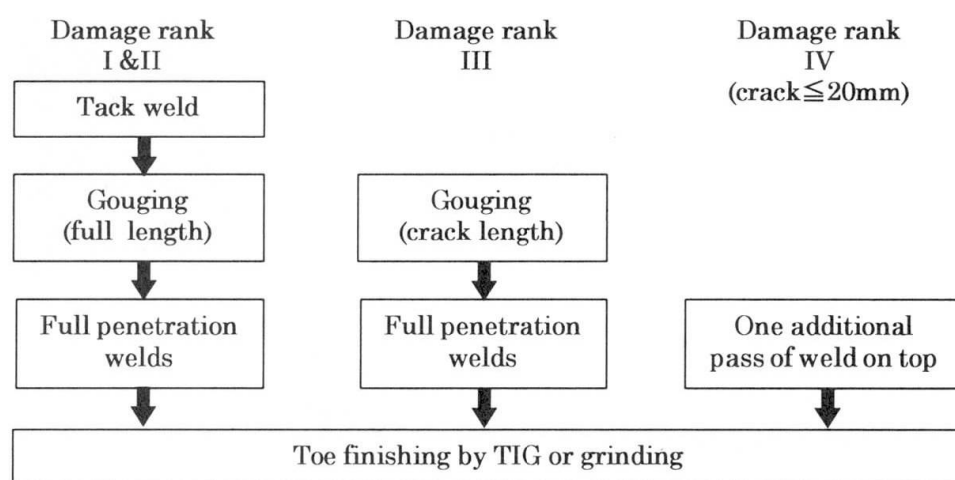 Damage rank
I &II
Damage rank
III
Damage rank
IV
(crack≦20mm)
Tack weld
Gouging
(full length)
Gouging
(crack length)
Full penetration
welds
Full penetration
welds
One additional
pass of weld on top
Toe finishing by TIG or grinding